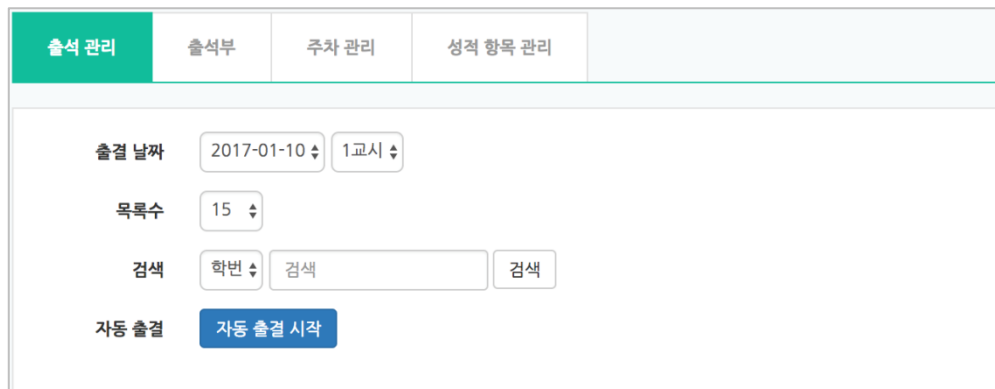 출석 관리 출석부 주차 관리 성적 항목 관리
출결 날짜 2017-01-10 1교시
목록수 15
검색 학번 검색 검색
자동 출결 자동 출결 시작